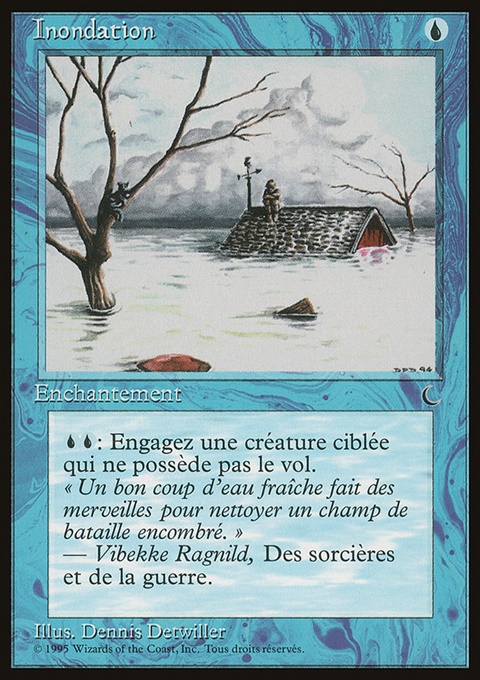 Inondation
DPD 94
Enchantement
: Engagez une créature ciblée
qui ne possède pas le vol.
« Un bon coup d'eau fraîche fait des
merveilles pour nettoyer un champ de
bataille encombré. »
— Vibekke Ragnild, Des sorcières
et de la guerre.
Illus. Dennis Detwiller
© 1995 Wizards of the Coast, Inc. Tous droits réservés.